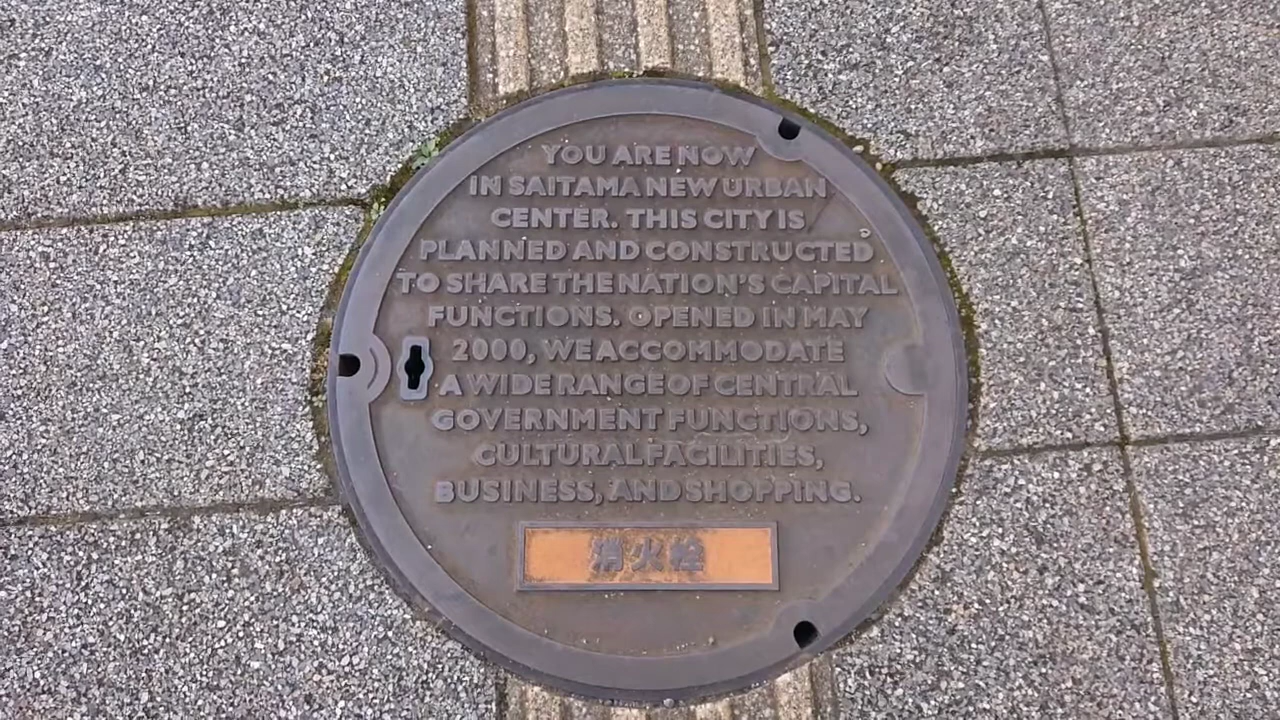 YOU ARE NOW
IN SAITAMA NEW URBAN
CENTER. THIS CITY IS
PLANNED AND CONSTRUCTED
TO SHARE THE NATION'S CAPITAL
FUNCTIONS. OPENED IN MAY
2000, WE ACCOMMODATE
A WIDE RANGE OF CENTRAL
GOVERNMENT FUNCTIONS,
CULTURAL FACILITIES,
BUSINESS, AND SHOPPING.
消火栓